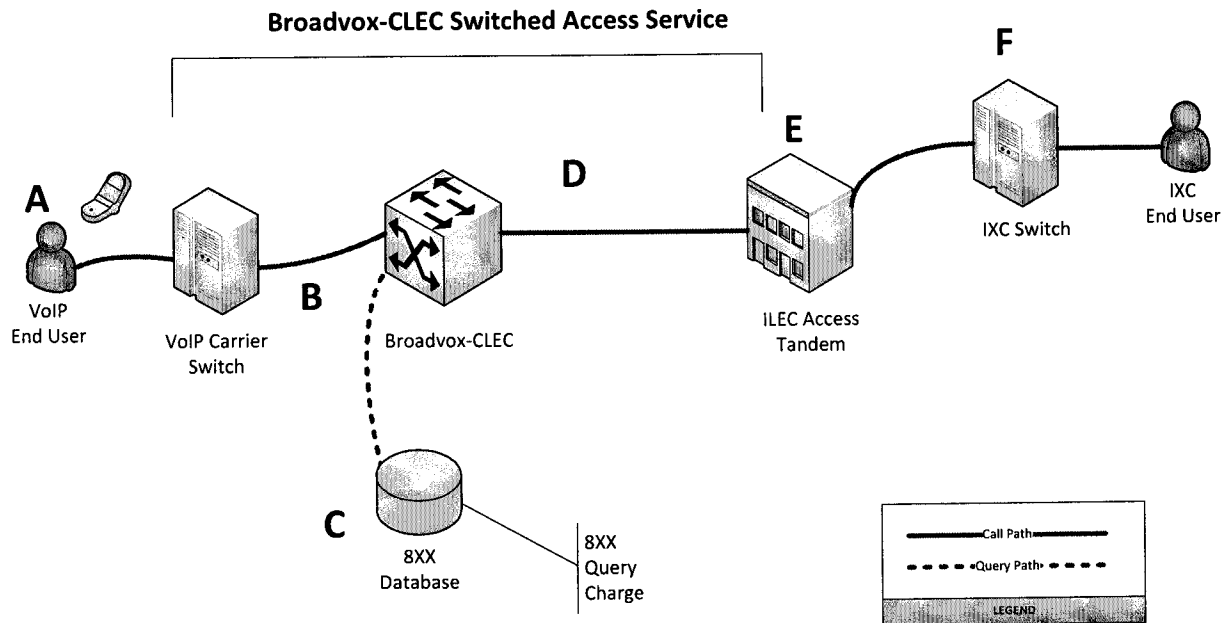 Broadvox-CLEC Switched Access Service
F
E
D
A
IXC
End User
IXC Switch
B
VoIP
End User
VoIP Carrier
Switch
Broadvox-CLEC
ILEC Access
Tandem
C
8XX
Database
8XX
Query
Charge
Call Path
Query Path
LEGEND